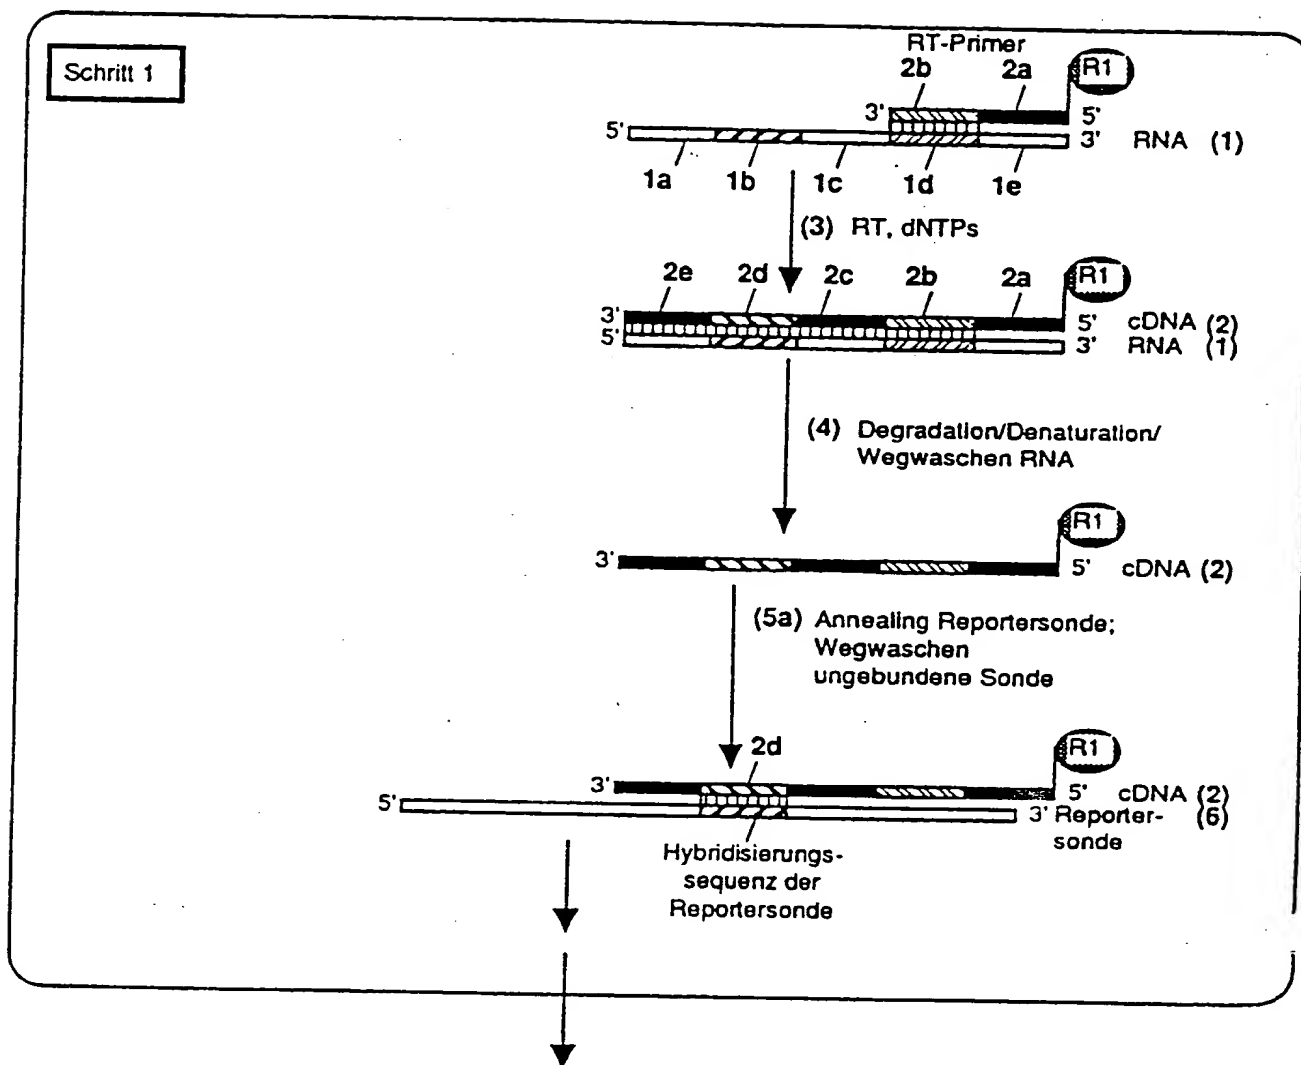 Schritt 1
RT-Primer
2b 2a R1
3' 5'
5' 3' RNA (1)
1a 1b 1c 1d 1e
(3) RT, dNTPs
2e 2d 2c 2b 2a R1
3' 5' cDNA (2)
5' 3' RNA (1)
(4) Degradation/Denaturation/
Wegwaschen RNA
R1
3' 5' cDNA (2)
(5a) Annealing Reportersonde;
Wegwaschen
ungebundene Sonde
2d R1
3' 5' cDNA (2)
5' 3' Reporter- (6)
sonde
Hybridisierungs-
sequenz der
Reportersonde